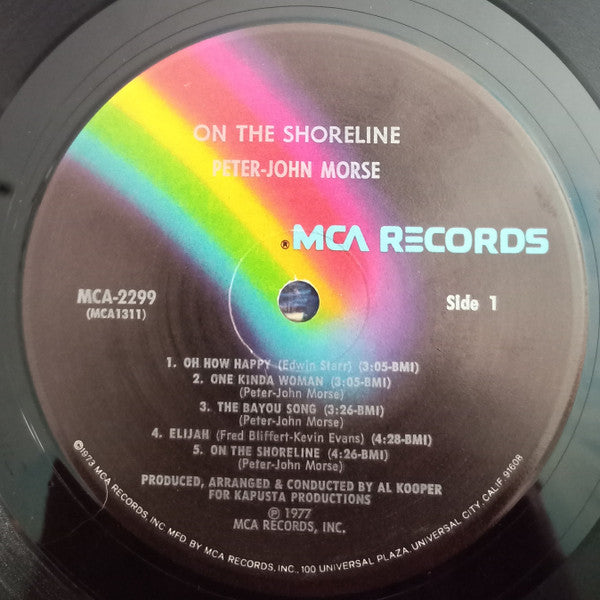 ON THE SHORELINE
PETER-JOHN MORSE
® MCA RECORDS
MCA-2299
(MCA1311)
Side 1
1. OH HOW HAPPY (Edwin Starr) (3:05-BMI)
2. ONE KINDA WOMAN (3:05-BMI)
(Peter-John Morse)
3. THE BAYOU SONG (3:26-BMI)
(Peter-John Morse)
4. ELIJAH (Fred Bliffert-Kevin Evans) (4:28-BMI)
5. ON THE SHORELINE (4:26-BMI)
(Peter-John Morse)
PRODUCED, ARRANGED & CONDUCTED BY AL KOOPER
FOR KAPUSTA PRODUCTIONS
℗ 1977
MCA RECORDS, INC.
©1973 MCA RECORDS, INC. MFD. BY MCA RECORDS, INC., 100 UNIVERSAL PLAZA, UNIVERSAL CITY, CALIF. 91608